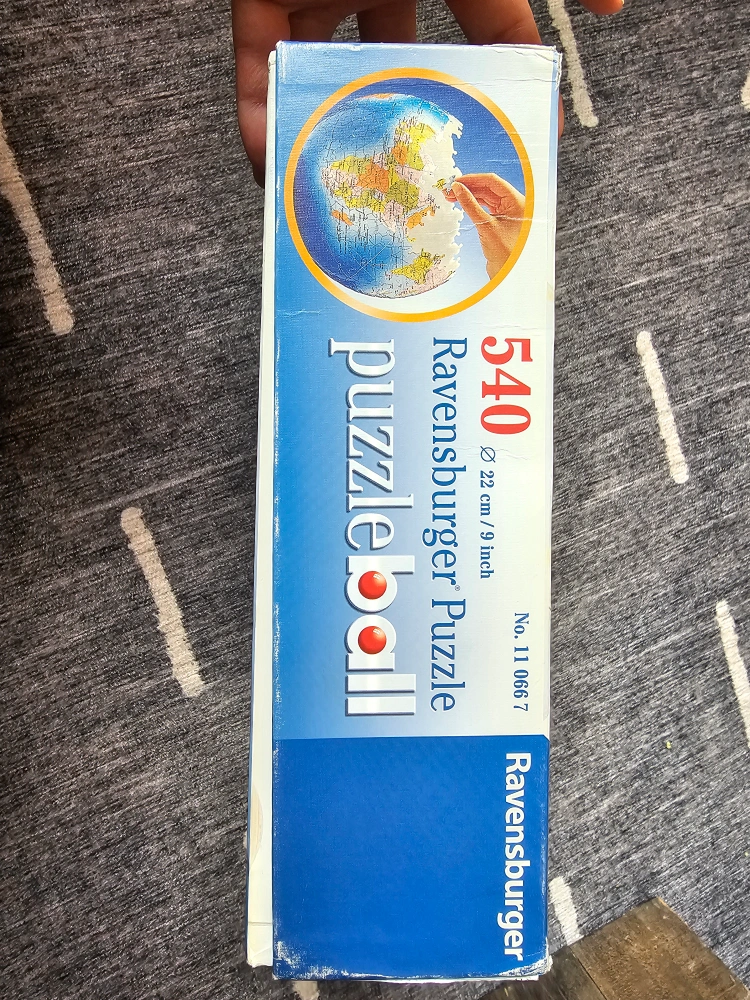 540 Ø 22 cm / 9 inch
No. 11 066 7
Ravensburger® Puzzle
puzzleball
Ravensburger